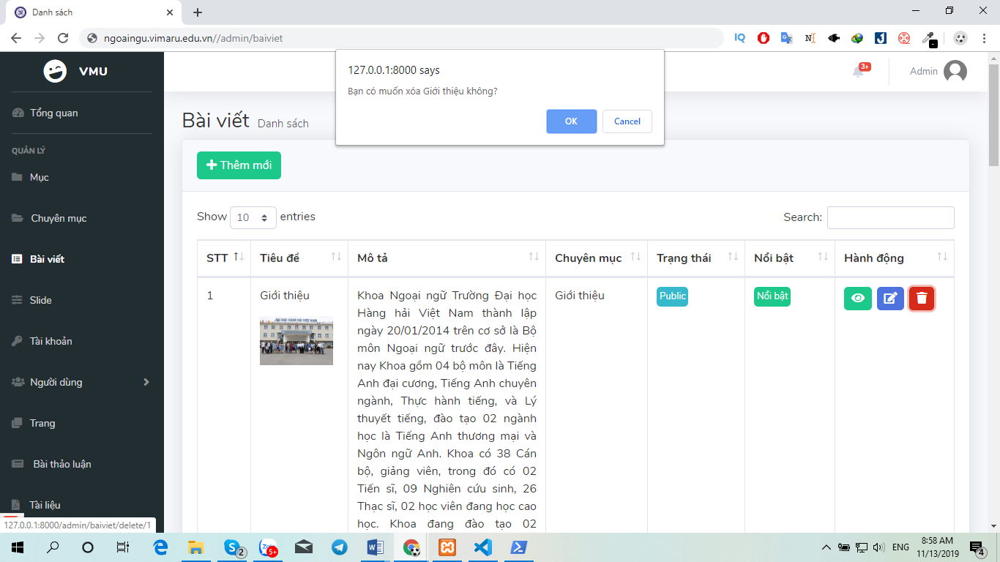 Danh sách
ngoaingu.vimaru.edu.vn//admin/baiviet
127.0.0.1:8000 says
Bạn có muốn xóa Giới thiệu không?
OK
Cancel
VMU
3+
Admin
Tổng quan
QUẢN LÝ
Mục
Chuyên mục
Bài viết
Slide
Tài khoản
Người dùng
Trang
Bài thảo luận
Tài liệu
127.0.0.1:8000/admin/baiviet/delete/1
Bài viết Danh sách
Thêm mới
Show 10 entries
Search:
STT Tiêu đề Mô tả Chuyên mục Trạng thái Nổi bật Hành động
1
Giới thiệu
Khoa Ngoại ngữ Trường Đại học
Hàng hải Việt Nam thành lập
ngày 20/01/2014 trên cơ sở là Bộ
môn Ngoại ngữ trước đây. Hiện
nay Khoa gồm 04 bộ môn là Tiếng
Anh đại cương, Tiếng Anh chuyên
ngành, Thực hành tiếng, và Lý
thuyết tiếng, đào tạo 02 ngành
học là Tiếng Anh thương mại và
Ngôn ngữ Anh. Khoa có 38 Cán
bộ, giảng viên, trong đó có 02
Tiến sĩ, 09 Nghiên cứu sinh, 26
Thạc sĩ, 02 học viên đang học cao
học. Khoa đang đào tạo 02
Giới thiệu
Public
Nổi bật
2
5+
ENG
8:58 AM
11/13/2019
4